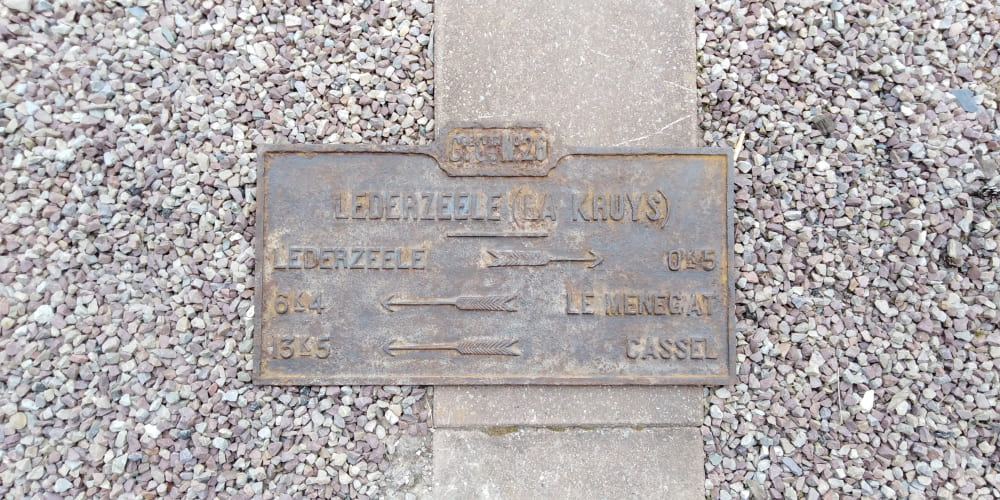 LEDERZEELE (LA KRUYS)
LEDERZEELE 0K5
6K4 LE MENEGAT
13K5 CASSEL